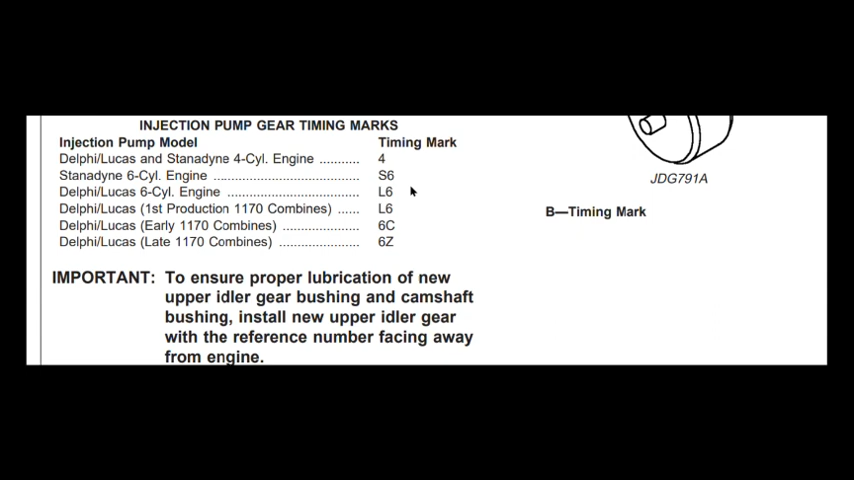 INJECTION PUMP GEAR TIMING MARKS
Injection Pump Model Timing Mark
Delphi/Lucas and Stanadyne 4-Cyl. Engine ........... 4
Stanadyne 6-Cyl. Engine ....................................... S6
Delphi/Lucas 6-Cyl. Engine ................................... L6
Delphi/Lucas (1st Production 1170 Combines) ...... L6
Delphi/Lucas (Early 1170 Combines) ..................... 6C
Delphi/Lucas (Late 1170 Combines) ...................... 6Z
IMPORTANT: To ensure proper lubrication of new
upper idler gear bushing and camshaft
bushing, install new upper idler gear
with the reference number facing away
from engine.
JDG791A
B—Timing Mark